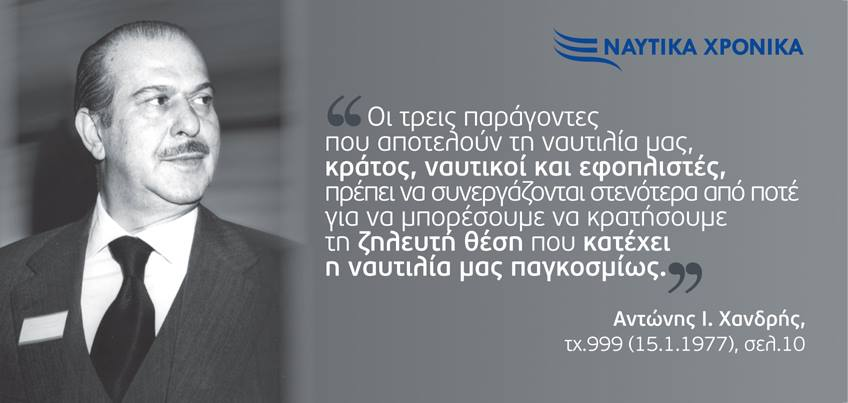 ΝΑΥΤΙΚΑ ΧΡΟΝΙΚΑ
“Οι τρεις παράγοντες
που αποτελούν τη ναυτιλία μας,
κράτος, ναυτικοί και εφοπλιστές,
πρέπει να συνεργάζονται στενότερα από ποτέ
για να μπορέσουμε να κρατήσουμε
τη ζηλευτή θέση που κατέχει
η ναυτιλία μας παγκοσμίως.”
Αντώνης Ι. Χανδρής,
τχ.999 (15.1.1977), σελ.10